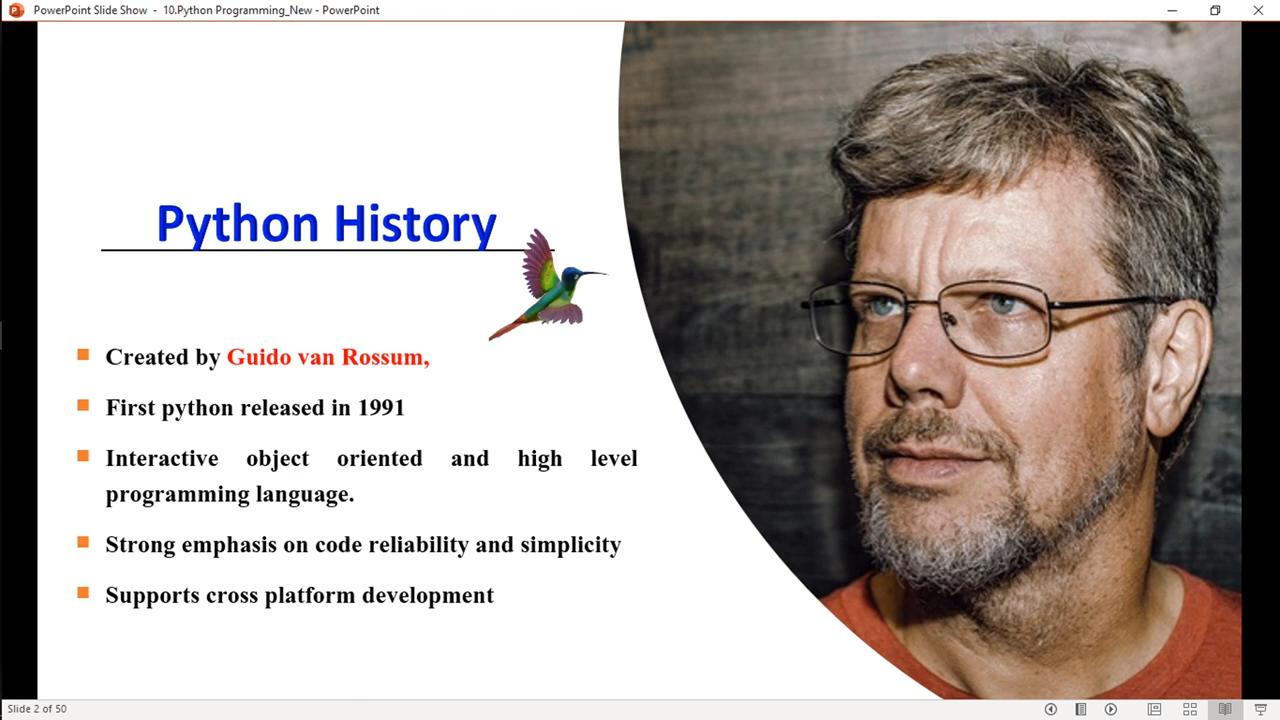 PowerPoint Slide Show - 10.Python Programming_New - PowerPoint
Python History
Created by Guido van Rossum,
First python released in 1991
Interactive object oriented and high level
programming language.
Strong emphasis on code reliability and simplicity
Supports cross platform development
Slide 2 of 50